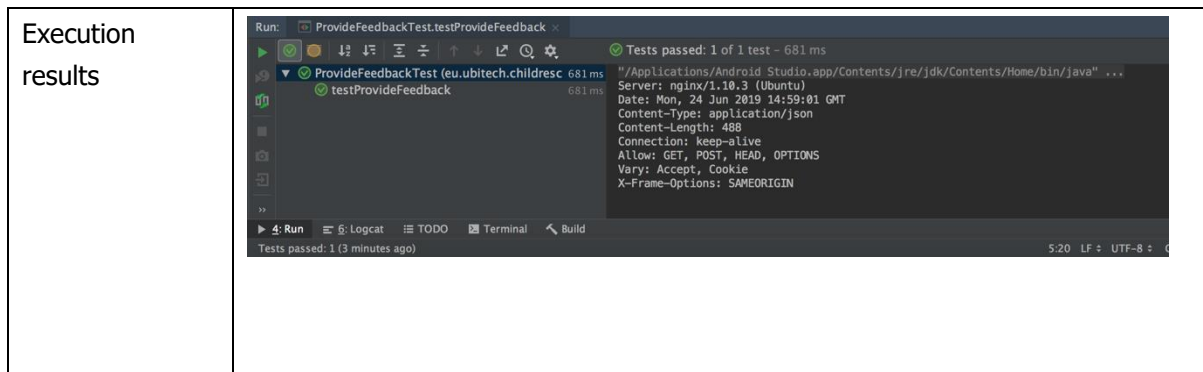 Execution
results
Run: ProvideFeedbackTest.testProvideFeedback ×
Tests passed: 1 of 1 test – 681 ms
ProvideFeedbackTest (eu.ubitech.childresc 681 ms
testProvideFeedback 681 ms
"/Applications/Android Studio.app/Contents/jre/jdk/Contents/Home/bin/java" ...
Server: nginx/1.10.3 (Ubuntu)
Date: Mon, 24 Jun 2019 14:59:01 GMT
Content-Type: application/json
Content-Length: 488
Connection: keep-alive
Allow: GET, POST, HEAD, OPTIONS
Vary: Accept, Cookie
X-Frame-Options: SAMEORIGIN
4: Run 6: Logcat TODO Terminal Build
Tests passed: 1 (3 minutes ago) 5:20 LF UTF-8